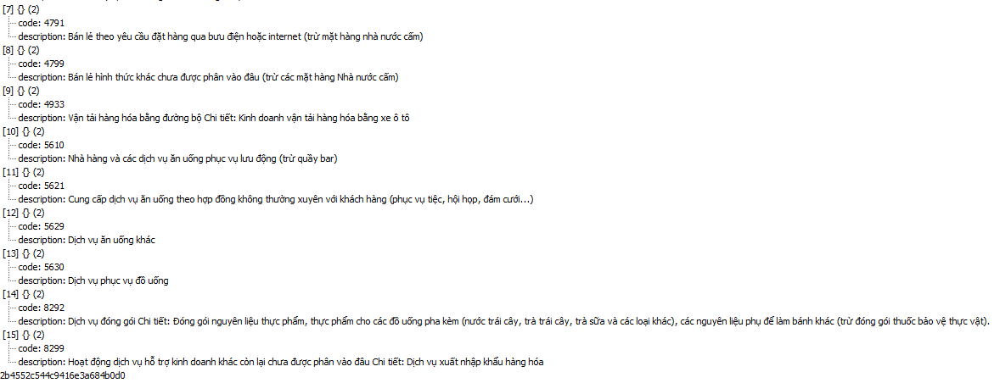 [7] {} (2)
code: 4791
description: Bán lẻ theo yêu cầu đặt hàng qua bưu điện hoặc internet (trừ mặt hàng nhà nước cấm)
[8] {} (2)
code: 4799
description: Bán lẻ hình thức khác chưa được phân vào đâu (trừ các mặt hàng Nhà nước cấm)
[9] {} (2)
code: 4933
description: Vận tải hàng hóa bằng đường bộ Chi tiết: Kinh doanh vận tải hàng hóa bằng xe ô tô
[10] {} (2)
code: 5610
description: Nhà hàng và các dịch vụ ăn uống phục vụ lưu động (trừ quầy bar)
[11] {} (2)
code: 5621
description: Cung cấp dịch vụ ăn uống theo hợp đồng không thường xuyên với khách hàng (phục vụ tiệc, hội họp, đám cưới...)
[12] {} (2)
code: 5629
description: Dịch vụ ăn uống khác
[13] {} (2)
code: 5630
description: Dịch vụ phục vụ đồ uống
[14] {} (2)
code: 8292
description: Dịch vụ đóng gói Chi tiết: Đóng gói nguyên liệu thực phẩm, thực phẩm cho các đồ uống pha kèm (nước trái cây, trà trái cây, trà sữa và các loại khác), các nguyên liệu phụ để làm bánh khác (trừ đóng gói thuốc bảo vệ thực vật).
[15] {} (2)
code: 8299
description: Hoạt động dịch vụ hỗ trợ kinh doanh khác còn lại chưa được phân vào đâu Chi tiết: Dịch vụ xuất nhập khẩu hàng hóa
2b4552c544c9416e3a684b0d0